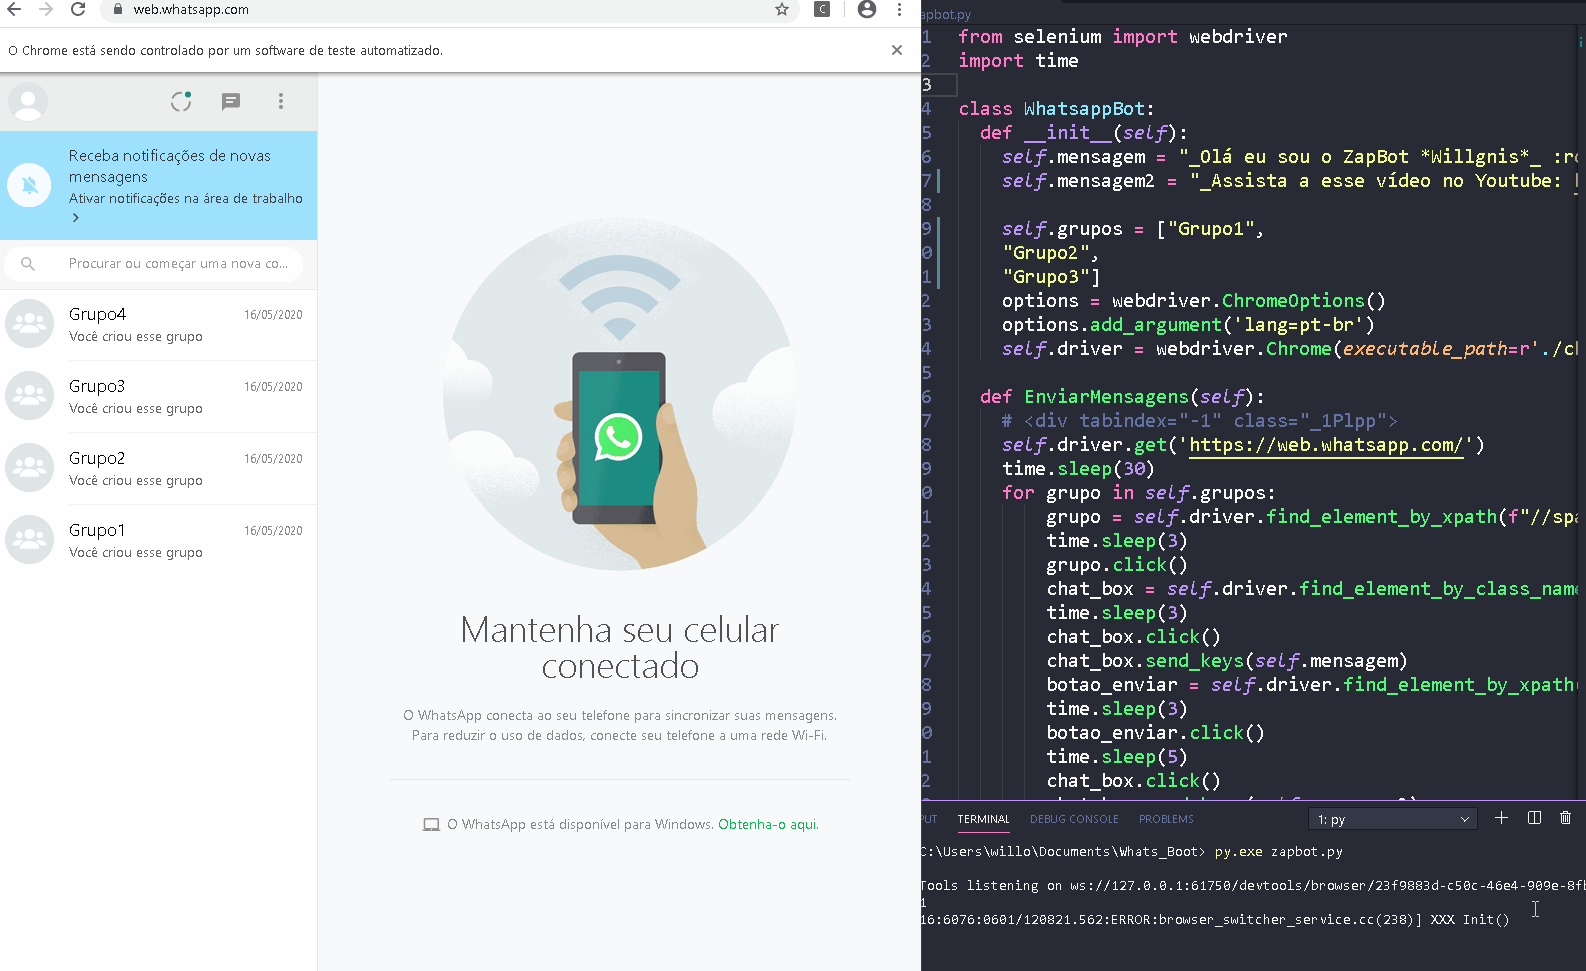 web.whatsapp.com
O Chrome está sendo controlado por um software de teste automatizado.
Receba notificações de novas
mensagens
Ativar notificações na área de trabalho
Procurar ou começar uma nova co...
Grupo4 16/05/2020
Você criou esse grupo
Grupo3 16/05/2020
Você criou esse grupo
Grupo2 16/05/2020
Você criou esse grupo
Grupo1 16/05/2020
Você criou esse grupo
Mantenha seu celular
conectado
O WhatsApp conecta ao seu telefone para sincronizar suas mensagens.
Para reduzir o uso de dados, conecte seu telefone a uma rede Wi-Fi.
O WhatsApp está disponível para Windows. Obtenha-o aqui.
apbot.py
1 from selenium import webdriver
2 import time
3
4 class WhatsappBot:
5 def __init__(self):
6 self.mensagem = "_Olá eu sou o ZapBot *Willgnis*_ :ro
7 self.mensagem2 = "_Assista a esse vídeo no Youtube:
8
9 self.grupos = ["Grupo1",
0 "Grupo2",
1 "Grupo3"]
2 options = webdriver.ChromeOptions()
3 options.add_argument('lang=pt-br')
4 self.driver = webdriver.Chrome(executable_path=r'./ch
5
6 def EnviarMensagens(self):
7 # <div tabindex="-1" class="_1Plpp">
8 self.driver.get('https://web.whatsapp.com/')
9 time.sleep(30)
0 for grupo in self.grupos:
1 grupo = self.driver.find_element_by_xpath(f"//spa
2 time.sleep(3)
3 grupo.click()
4 chat_box = self.driver.find_element_by_class_name
5 time.sleep(3)
6 chat_box.click()
7 chat_box.send_keys(self.mensagem)
8 botao_enviar = self.driver.find_element_by_xpath(
9 time.sleep(3)
0 botao_enviar.click()
1 time.sleep(5)
2 chat_box.click()
PUT TERMINAL DEBUG CONSOLE PROBLEMS 1: py
C:\Users\willo\Documents\Whats_Boot> py.exe zapbot.py
Tools listening on ws://127.0.0.1:61750/devtools/browser/23f9883d-c50c-46e4-909e-8fb
1
16:6076:0601/120821.562:ERROR:browser_switcher_service.cc(238)] XXX Init()